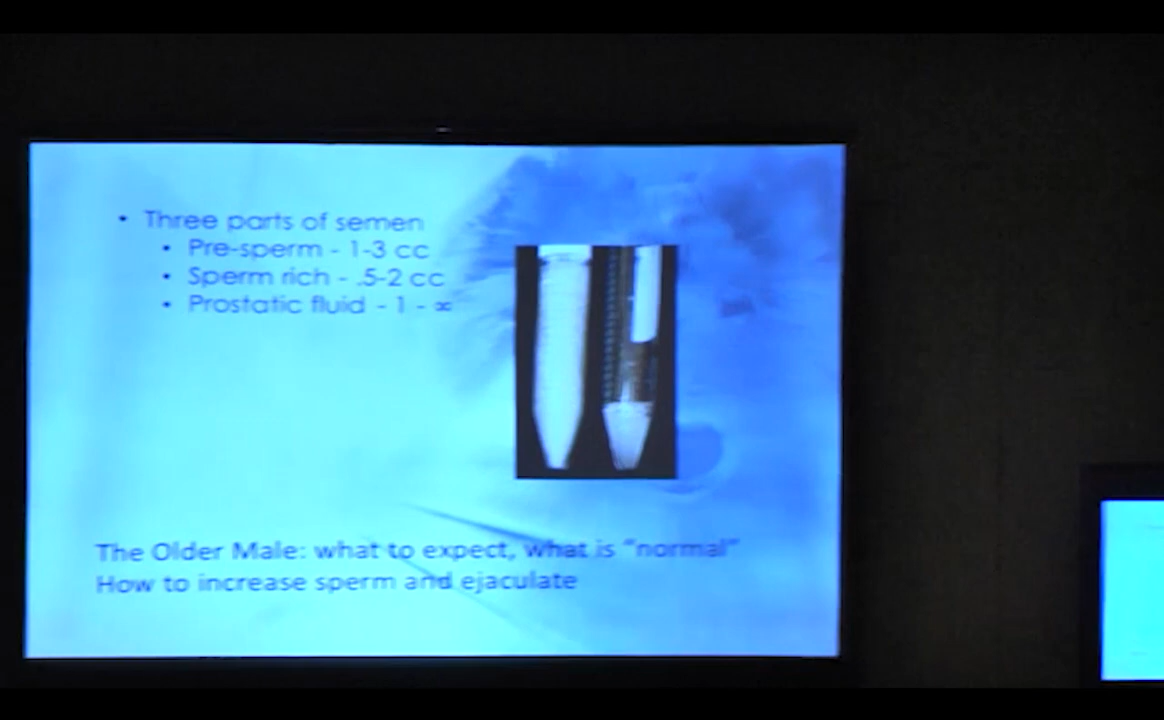 • Three parts of semen
• Pre-sperm - 1-3 cc
• Sperm rich - .5-2 cc
• Prostatic fluid - 1 - ∞
The Older Male: what to expect, what is “normal”
How to increase sperm and ejaculate